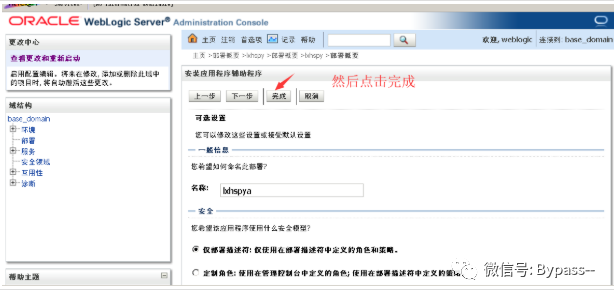 ORACLE WebLogic Server® Administration Console
更改中心
查看更改和重新启动
启用配置编辑。将来在修改、添加或删除此域中的项目时，将自动激活这些更改。
域结构
base_domain
环境
部署
服务
安全领域
互用性
诊断
帮助主题
主页 注销 首选项 记录 帮助
欢迎, weblogic 连接到: base_domain
主页 >部署概要 >lxhspy >部署概要 >lxhspy >部署概要
安装应用程序辅助程序
上一步 下一步 完成 取消
然后点击完成
可选设置
您可以修改这些设置或接受默认设置
一般信息
您希望如何命名此部署?
名称: lxhspya
安全
您希望该应用程序使用什么安全模型?
仅部署描述符: 仅使用在部署描述符中定义的角色和策略。
定制角色: 使用在管理控制台中定义的角色; 使用在部署描述符中定义的策略
微信号: Bypass--